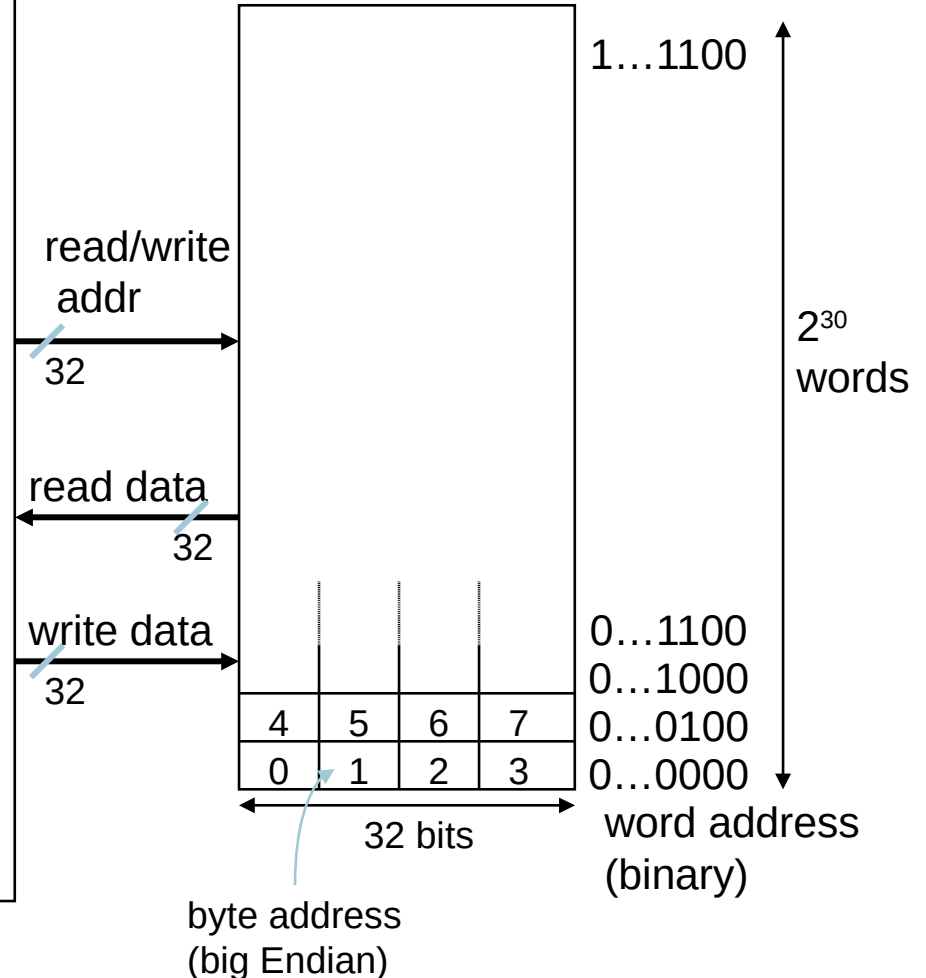 1…1100
read/write
addr
32
2³⁰
words
read data
32
write data
32
0…1100
0…1000
4 5 6 7 0…0100
0 1 2 3 0…0000
32 bits
word address
(binary)
byte address
(big Endian)